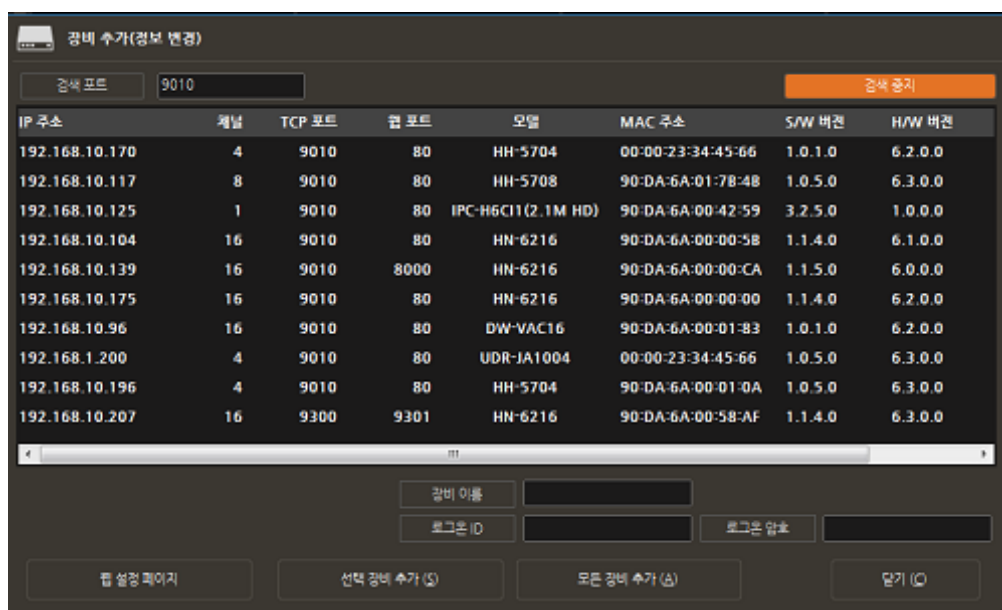 장비 추가(정보 변경)
검색 포트 9010 검색 중지
IP 주소 채널 TCP 포트 웹 포트 모델 MAC 주소 S/W 버젼 H/W 버젼
192.168.10.170 4 9010 80 HH-5704 00:00:23:34:45:66 1.0.1.0 6.2.0.0
192.168.10.117 8 9010 80 HH-5708 90:DA:6A:01:7B:4B 1.0.5.0 6.3.0.0
192.168.10.125 1 9010 80 IPC-H6CI1(2.1M HD) 90:DA:6A:00:42:59 3.2.5.0 1.0.0.0
192.168.10.104 16 9010 80 HN-6216 90:DA:6A:00:00:5B 1.1.4.0 6.1.0.0
192.168.10.139 16 9010 8000 HN-6216 90:DA:6A:00:00:CA 1.1.5.0 6.0.0.0
192.168.10.175 16 9010 80 HN-6216 90:DA:6A:00:00:00 1.1.4.0 6.2.0.0
192.168.10.96 16 9010 80 DW-VAC16 90:DA:6A:00:01:83 1.0.1.0 6.2.0.0
192.168.1.200 4 9010 80 UDR-JA1004 00:00:23:34:45:66 1.0.5.0 6.3.0.0
192.168.10.196 4 9010 80 HH-5704 90:DA:6A:00:01:0A 1.0.5.0 6.3.0.0
192.168.10.207 16 9300 9301 HN-6216 90:DA:6A:00:58:AF 1.1.4.0 6.3.0.0
장비 이름
로그온 ID 로그온 암호
웹 설정 페이지 선택 장비 추가 (S) 모든 장비 추가 (A) 닫기 (C)